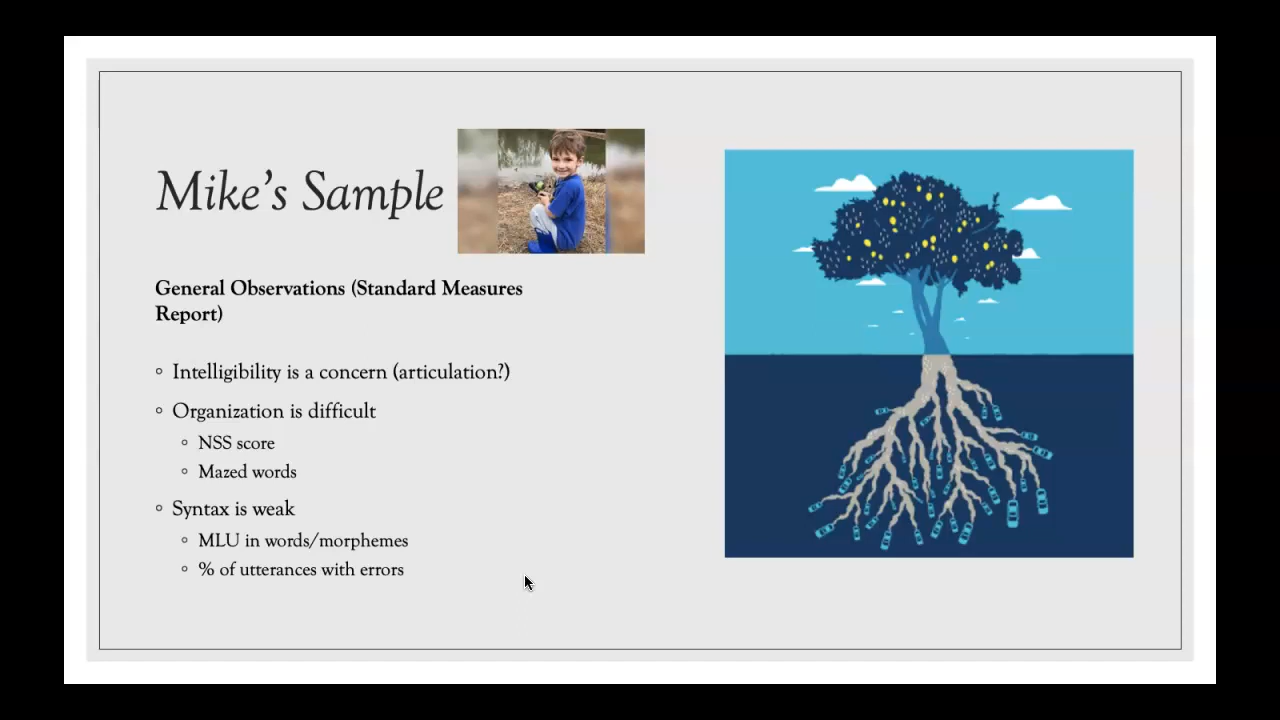 Mike's Sample
General Observations (Standard Measures
Report)
◦ Intelligibility is a concern (articulation?)
◦ Organization is difficult
◦ NSS score
◦ Mazed words
◦ Syntax is weak
◦ MLU in words/morphemes
◦ % of utterances with errors